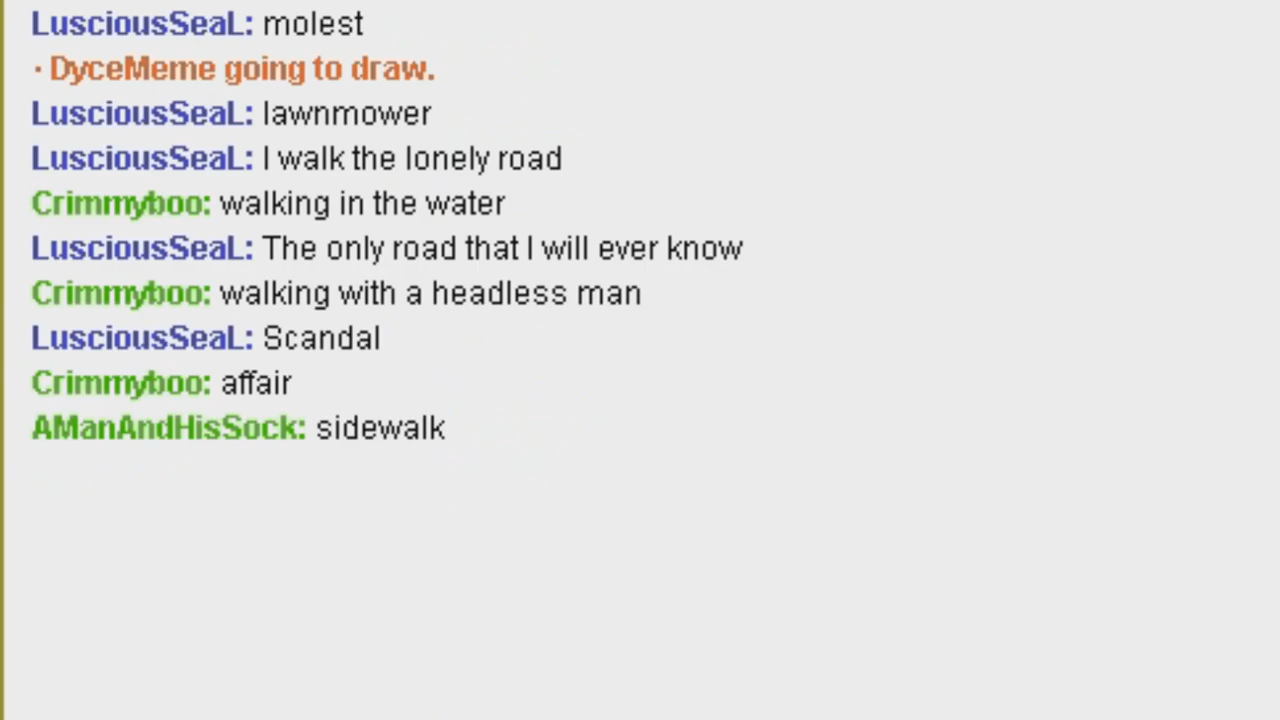 LusciousSeaL: molest
· DyceMeme going to draw.
LusciousSeaL: lawnmower
LusciousSeaL: I walk the lonely road
Crimmyboo: walking in the water
LusciousSeaL: The only road that I will ever know
Crimmyboo: walking with a headless man
LusciousSeaL: Scandal
Crimmyboo: affair
AManAndHisSock: sidewalk